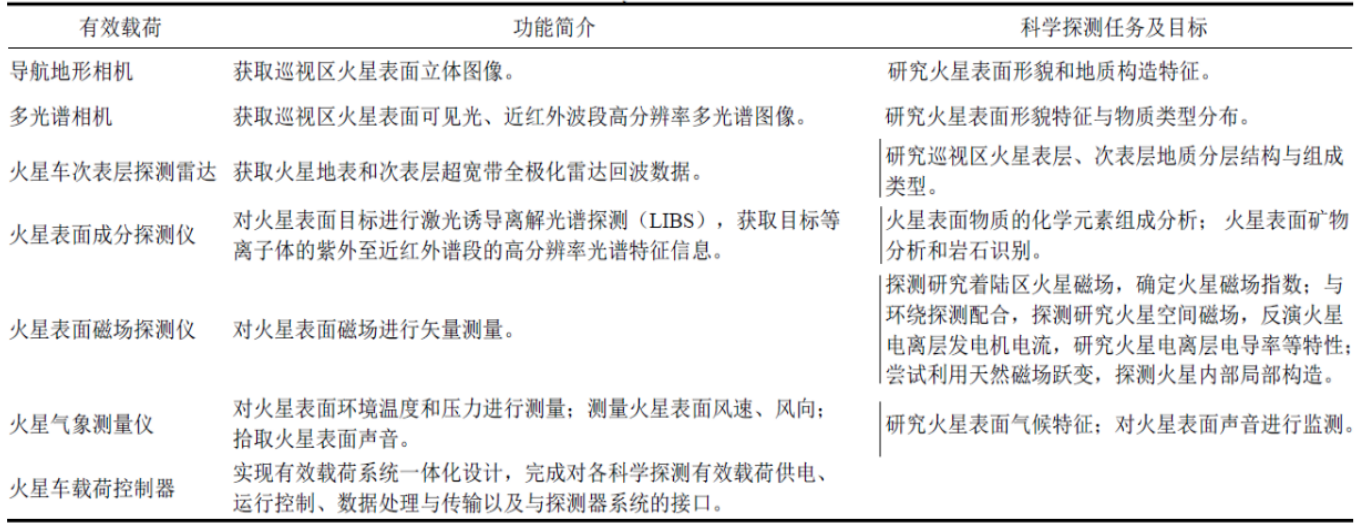 有效载荷 功能简介 科学探测任务及目标
导航地形相机 获取巡视区火星表面立体图像。 研究火星表面形貌和地质构造特征。
多光谱相机 获取巡视区火星表面可见光、近红外波段高分辨率多光谱图像。 研究火星表面形貌特征与物质类型分布。
火星车次表层探测雷达 获取火星地表和次表层超宽带全极化雷达回波数据。 研究巡视区火星表层、次表层地质分层结构与组成
类型。
火星表面成分探测仪 对火星表面目标进行激光诱导离解光谱探测（LIBS），获取目标等
离子体的紫外至近红外谱段的高分辨率光谱特征信息。
火星表面物质的化学元素组成分析； 火星表面矿物
分析和岩石识别。
火星表面磁场探测仪 对火星表面磁场进行矢量测量。
探测研究着陆区火星磁场，确定火星磁场指数；与
环绕探测配合，探测研究火星空间磁场，反演火星
电离层发电机电流，研究火星电离层电导率等特性；
尝试利用天然磁场跃变，探测火星内部局部构造。
火星气象测量仪 对火星表面环境温度和压力进行测量；测量火星表面风速、风向；
拾取火星表面声音。
研究火星表面气候特征；对火星表面声音进行监测。
火星车载荷控制器 实现有效载荷系统一体化设计，完成对各科学探测有效载荷供电、
运行控制、数据处理与传输以及与探测器系统的接口。